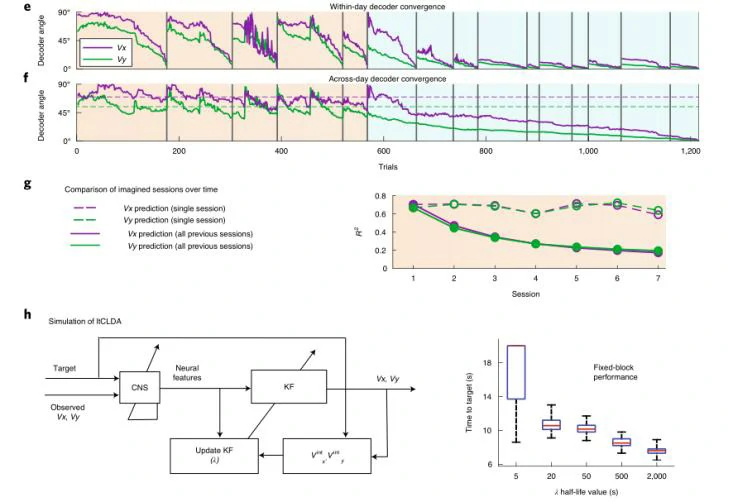 e
Within-day decoder convergence
Decoder angle
90°
45°
0°
Vx
Vy
f
Across-day decoder convergence
Decoder angle
90°
45°
0°
0 200 400 600 800 1,000 1,200
Trials
g
Comparison of imagined sessions over time
Vx prediction (single session)
Vy prediction (single session)
Vx prediction (all previous sessions)
Vy prediction (all previous sessions)
R²
0.8
0.6
0.4
0.2
0
1 2 3 4 5 6 7
Session
h
Simulation of ltCLDA
Target
Observed
Vx, Vy
CNS
Neural
features
KF
Vx, Vy
Update KF
(λ)
V^int_x, V^int_y
Time to target (s)
18
14
10
6
Fixed-block
performance
5 20 50 500 2,000
λ half-life value (s)